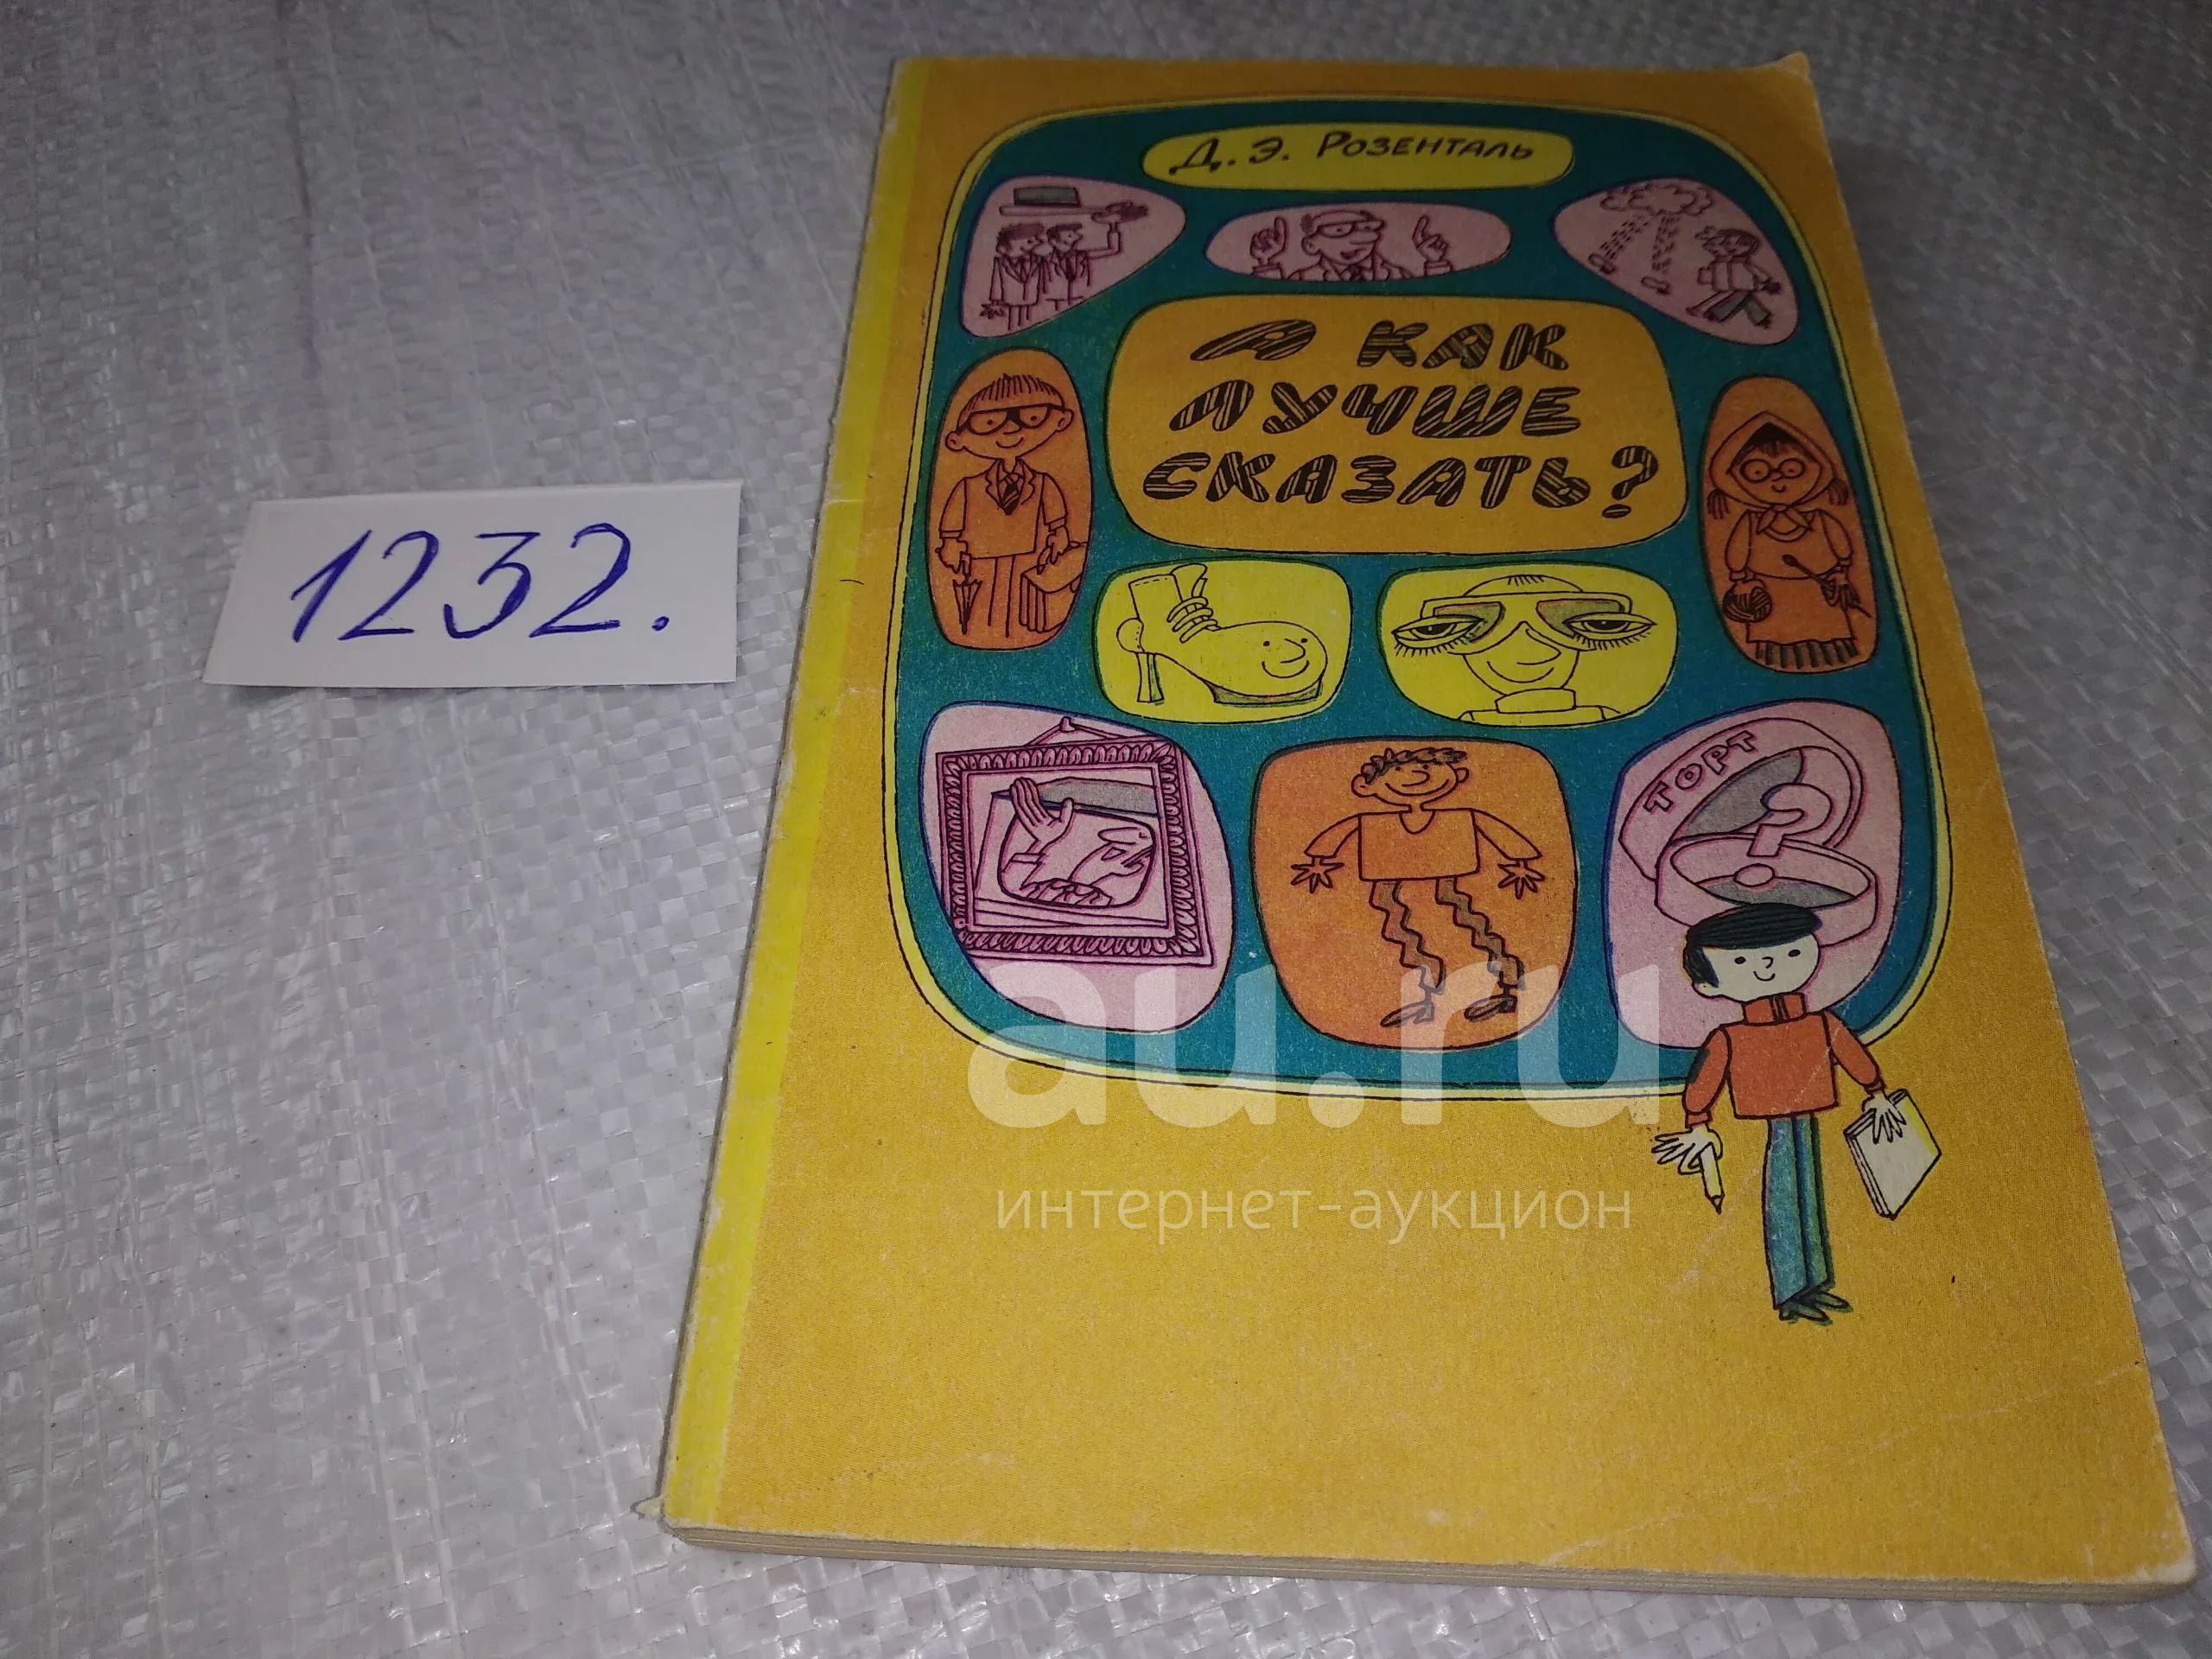 Д. Э. РОЗЕНТАЛЬ
А КАК
ЛУЧШЕ
СКАЗАТЬ?
1232.
ТОРТ
au.ru
интернет-аукцион